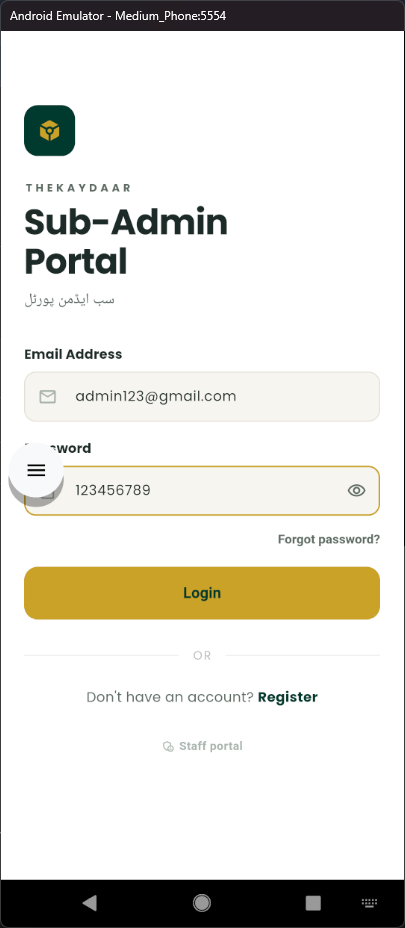 Android Emulator - Medium_Phone:5554
THEKAYDAAR
Sub-Admin
Portal
سب ایڈمن پورٹل
Email Address
admin123@gmail.com
123456789
Forgot password?
Login
OR
Don't have an account? Register
Staff portal